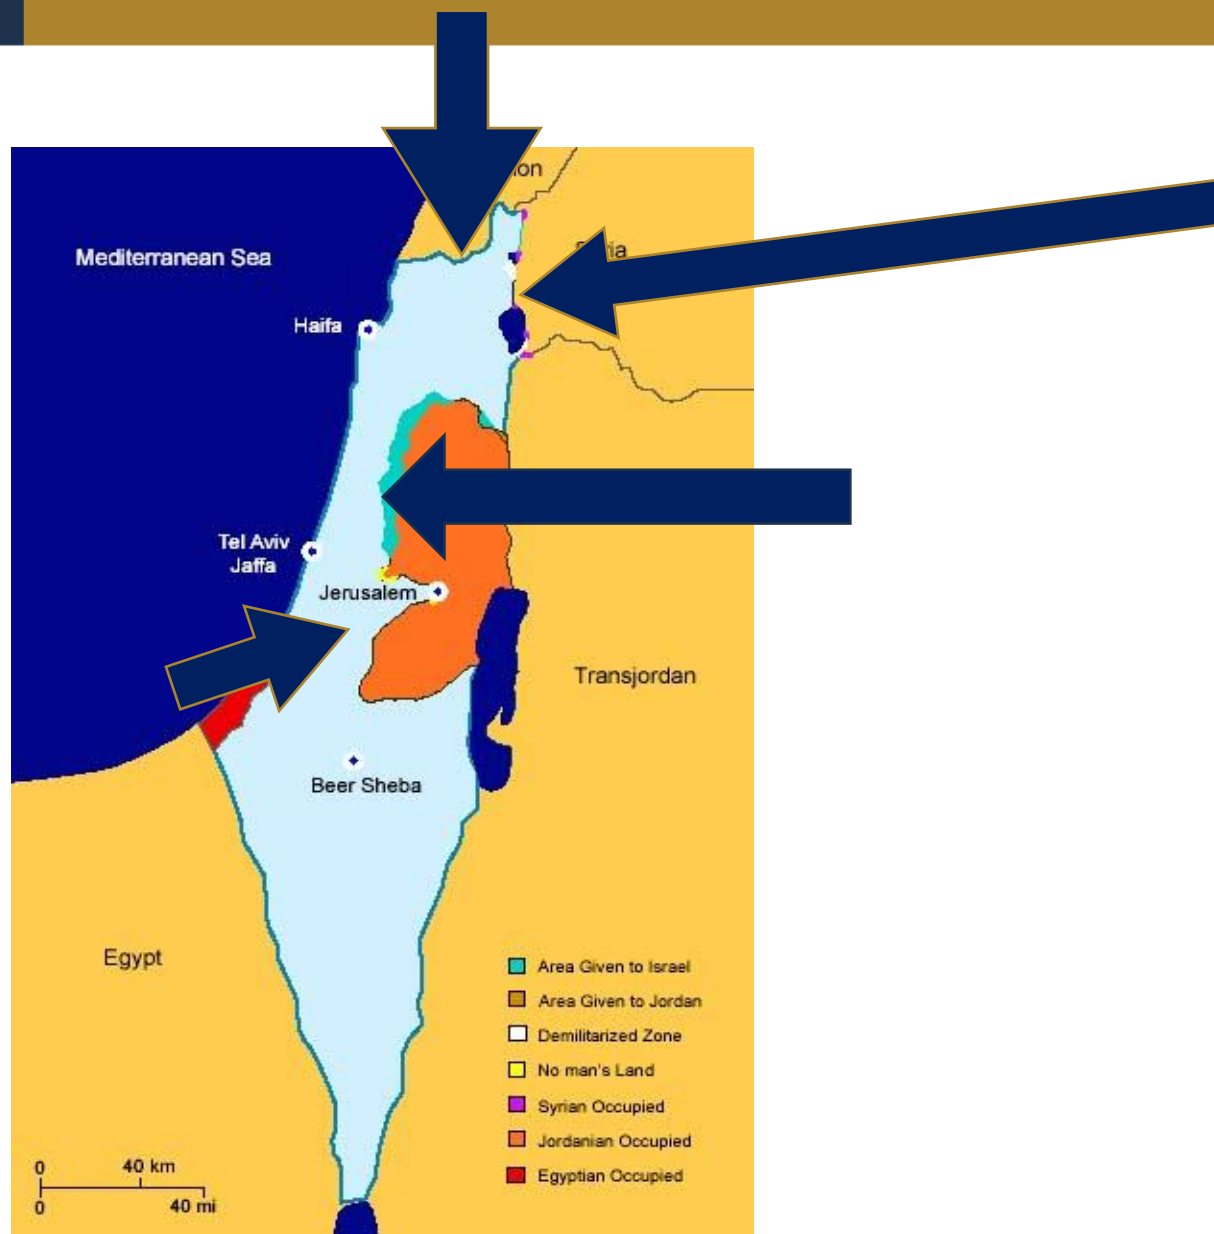 Mediterranean Sea
Haifa
Tel Aviv
Jaffa
Jerusalem
Transjordan
Beer Sheba
Egypt
Area Given to Israel
Area Given to Jordan
Demilitarized Zone
No man's Land
Syrian Occupied
Jordanian Occupied
Egyptian Occupied
0 40 km
0 40 mi